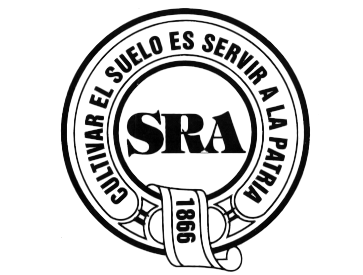 CULTIVAR EL SUELO ES SERVIR A LA PATRIA
SRA
1866